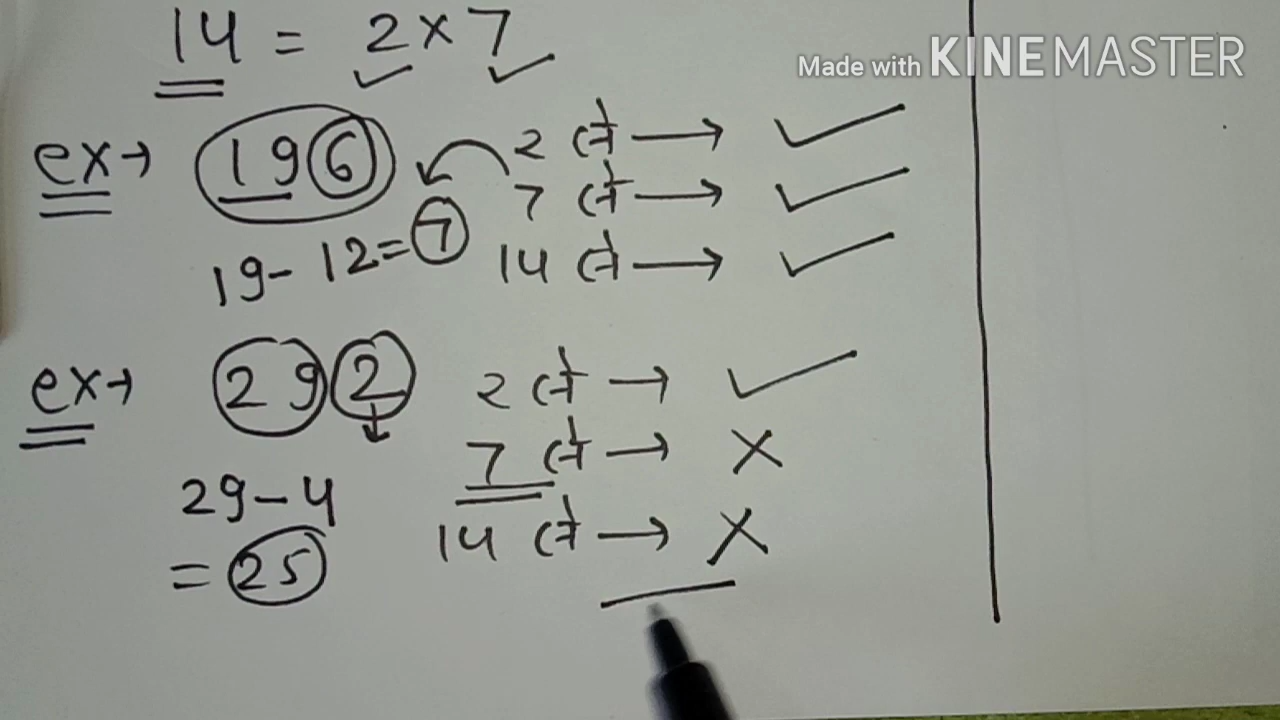 14 = 2 × 7
Made with KINEMASTER
ex→ 196 2 से → ✓
7 से → ✓
19 - 12 = 7 14 से → ✓
ex→ 292 2 से → ✓
7 से → ×
29 - 4 14 से → ×
= 25